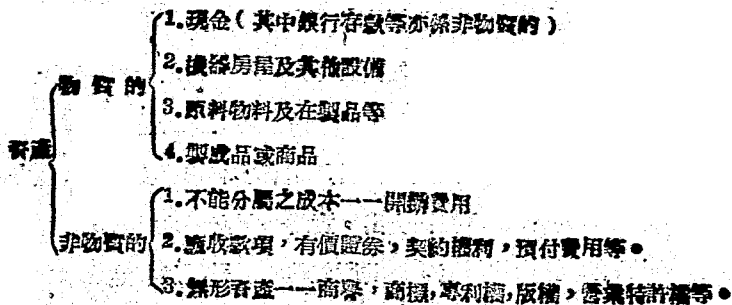 資產
物質的
1.現金（其中銀行存款等亦係非物質的）
2.機器房屋及其他設備
3.原料物料及在製品等
4.製成品或商品
非物質的
1.不能分屬之成本——開辦費用
2.應收款項，有價證券，契約權利，預付費用等。
3.無形資產——商譽，商標，專利權，版權，營業特許權等。